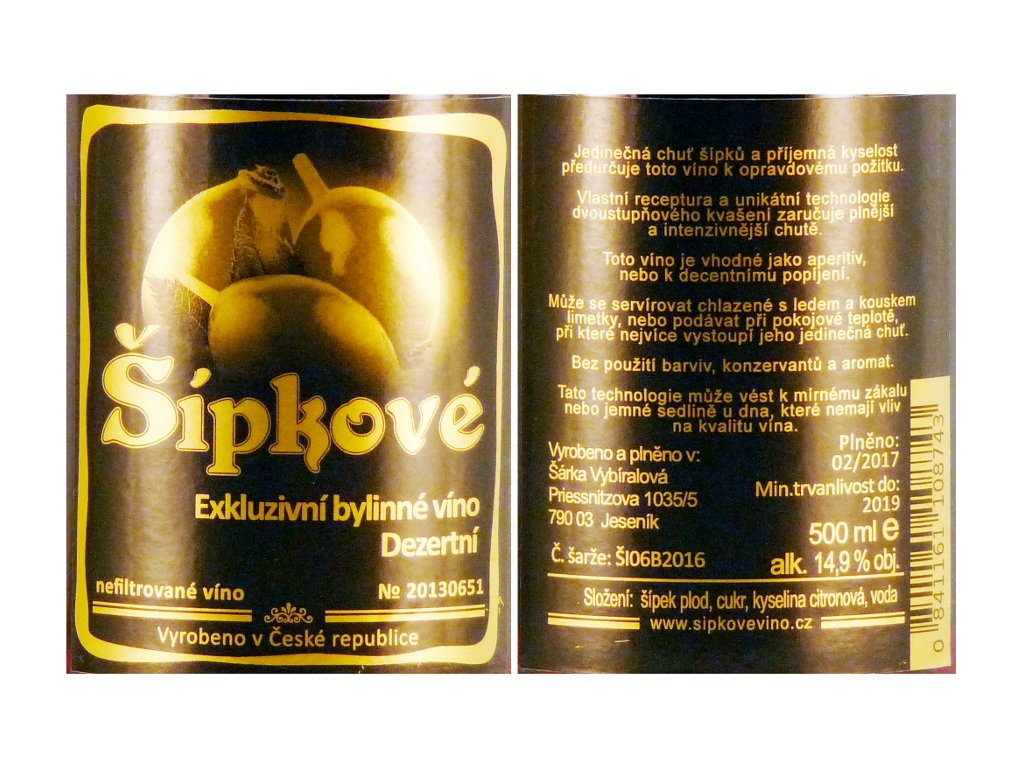 Šípkové
Exkluzivní bylinné víno
Dezertní
nefiltrované víno
№ 20130651
Vyrobeno v České republice
Jedinečná chuť šípků a příjemná kyselost
předurčuje toto víno k opravdovému požitku.
Vlastní receptura a unikátní technologie
dvoustupňového kvašení zaručuje plnější
a intenzivnější chutě.
Toto víno je vhodné jako aperitiv,
nebo k decentnímu popíjení.
Může se servírovat chlazené s ledem a kouskem
limetky, nebo podávat při pokojové teplotě,
při které nejvíce vystoupí jeho jedinečná chuť.
Bez použití barviv, konzervantů a aromat.
Tato technologie může vést k mírnému zákalu
nebo jemné sedlině u dna, které nemají vliv
na kvalitu vína.
Vyrobeno a plněno v:
Šárka Vybíralová
Priessnitzova 1035/5
790 03 Jeseník
Č. šarže: ŠI06B2016
Plněno:
02/2017
Min.trvanlivost do:
2019
500 ml e
alk. 14,9 % obj.
Složení: šípek plod, cukr, kyselina citronová, voda
www.sipkovevino.cz
0 841161 108743